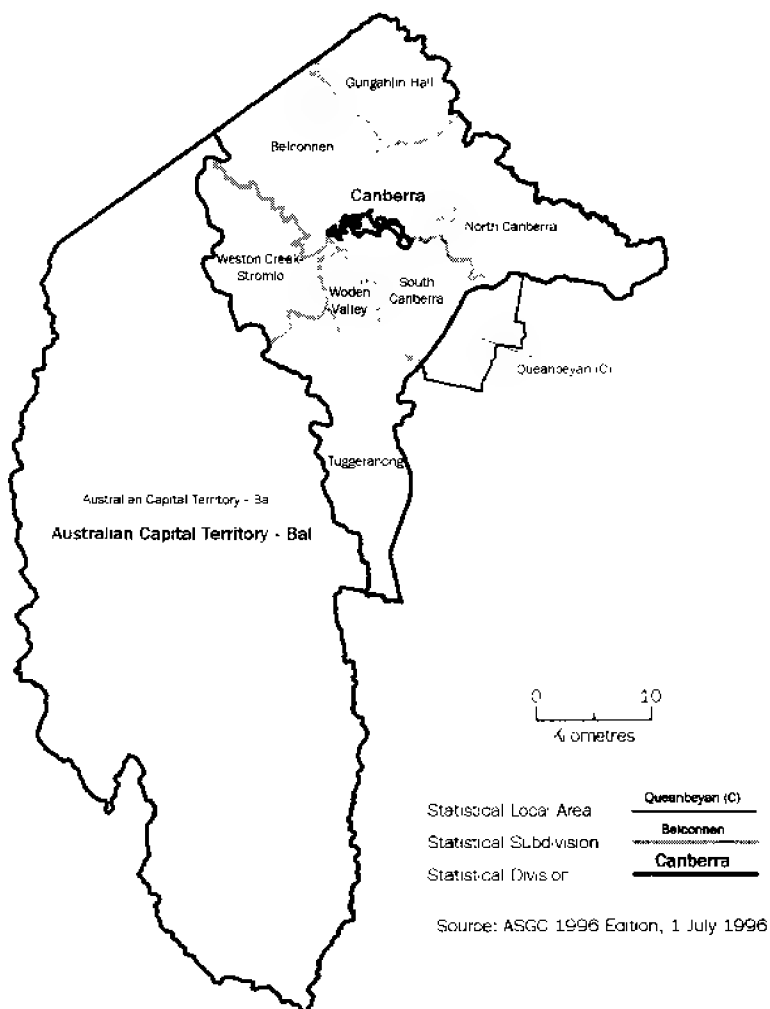 Gungahlin Hall
Belconnen
Canberra
North Canberra
Weston Creek-
Stromlo
Woden
Valley
South
Canberra
Queanbeyan (C)
Tuggeranong
Australian Capital Territory - Bal
Australian Capital Territory - Bal
0 10
Kilometres
Statistical Local Area Queanbeyan (C)
Statistical Subdivision Belconnen
Statistical Division Canberra
Source: ASGC 1996 Edition, 1 July 1996